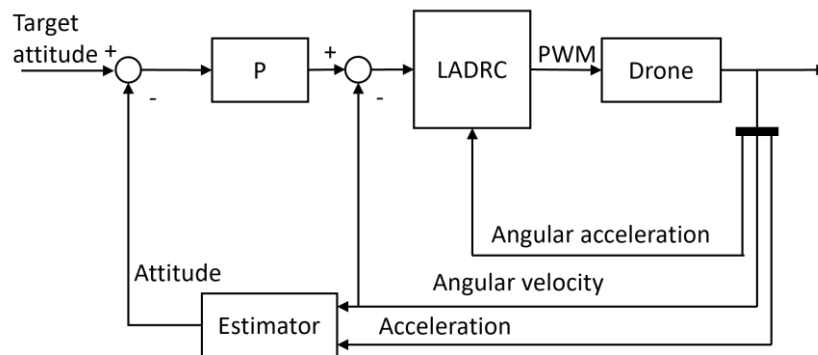 Target
attitude
+
-
P
+
-
LADRC
PWM
Drone
Angular acceleration
Attitude
Angular velocity
Estimator
Acceleration